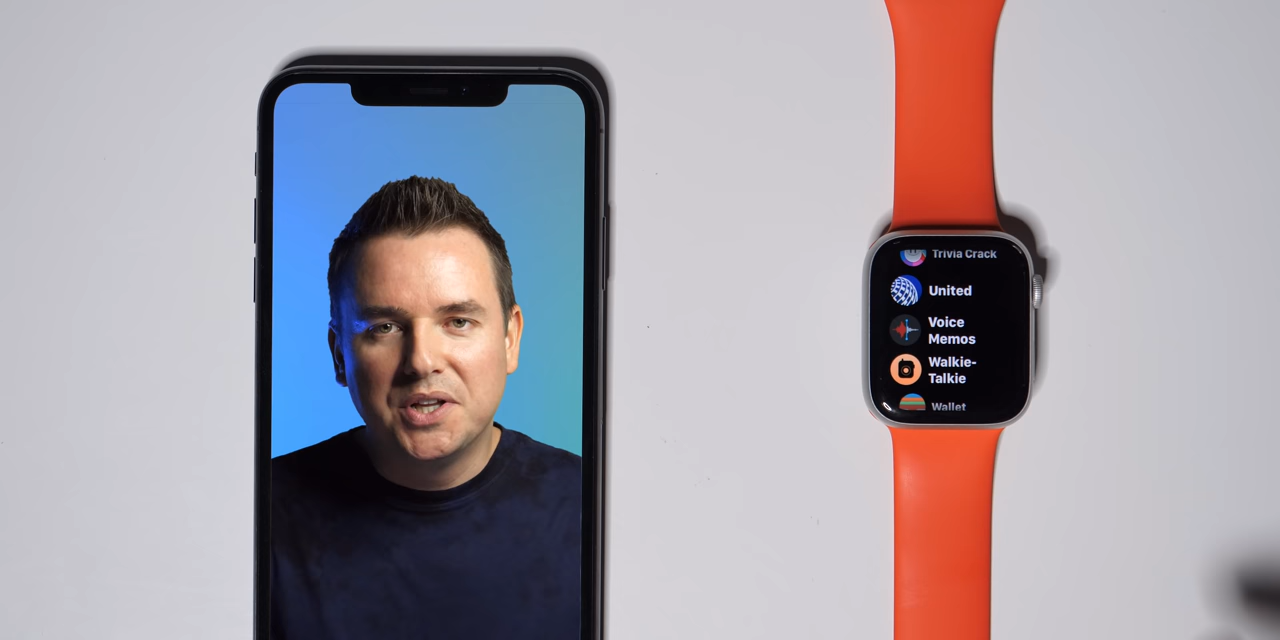 Trivia Crack
United
Voice
Memos
Walkie-
Talkie
Wallet